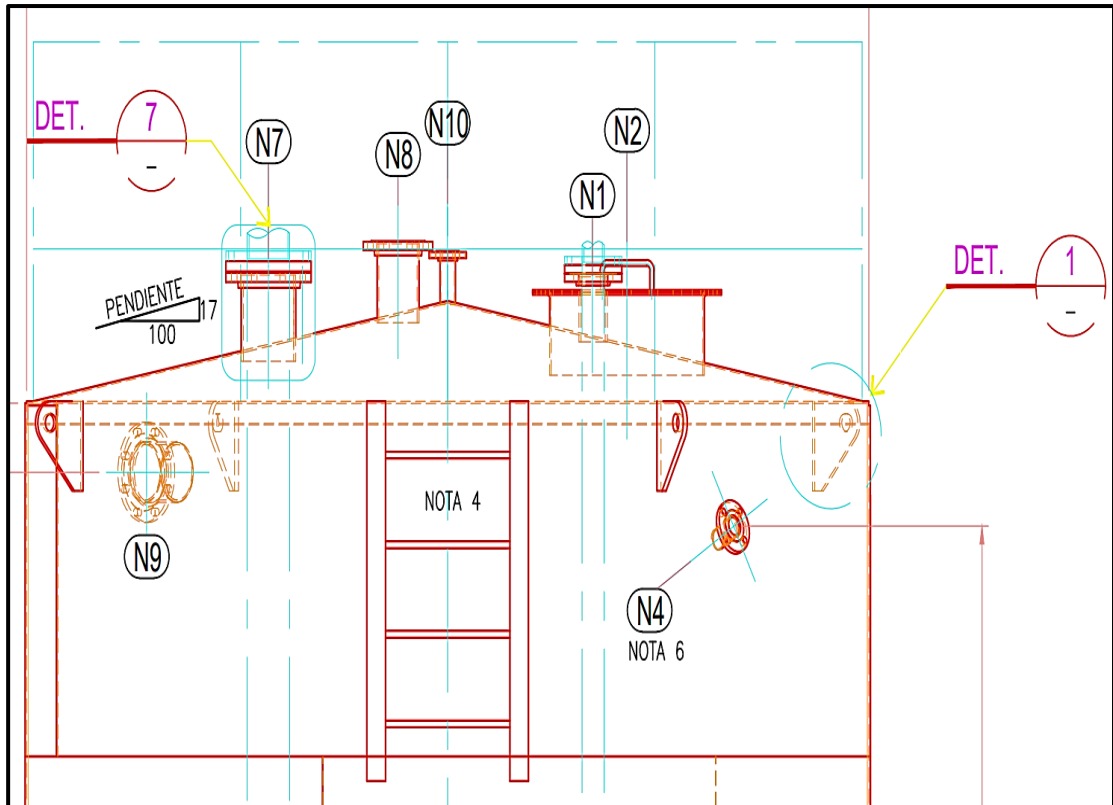 DET. 7
-
N7
N8
N10
N2
N1
DET. 1
-
PENDIENTE
17
100
NOTA 4
N9
N4
NOTA 6